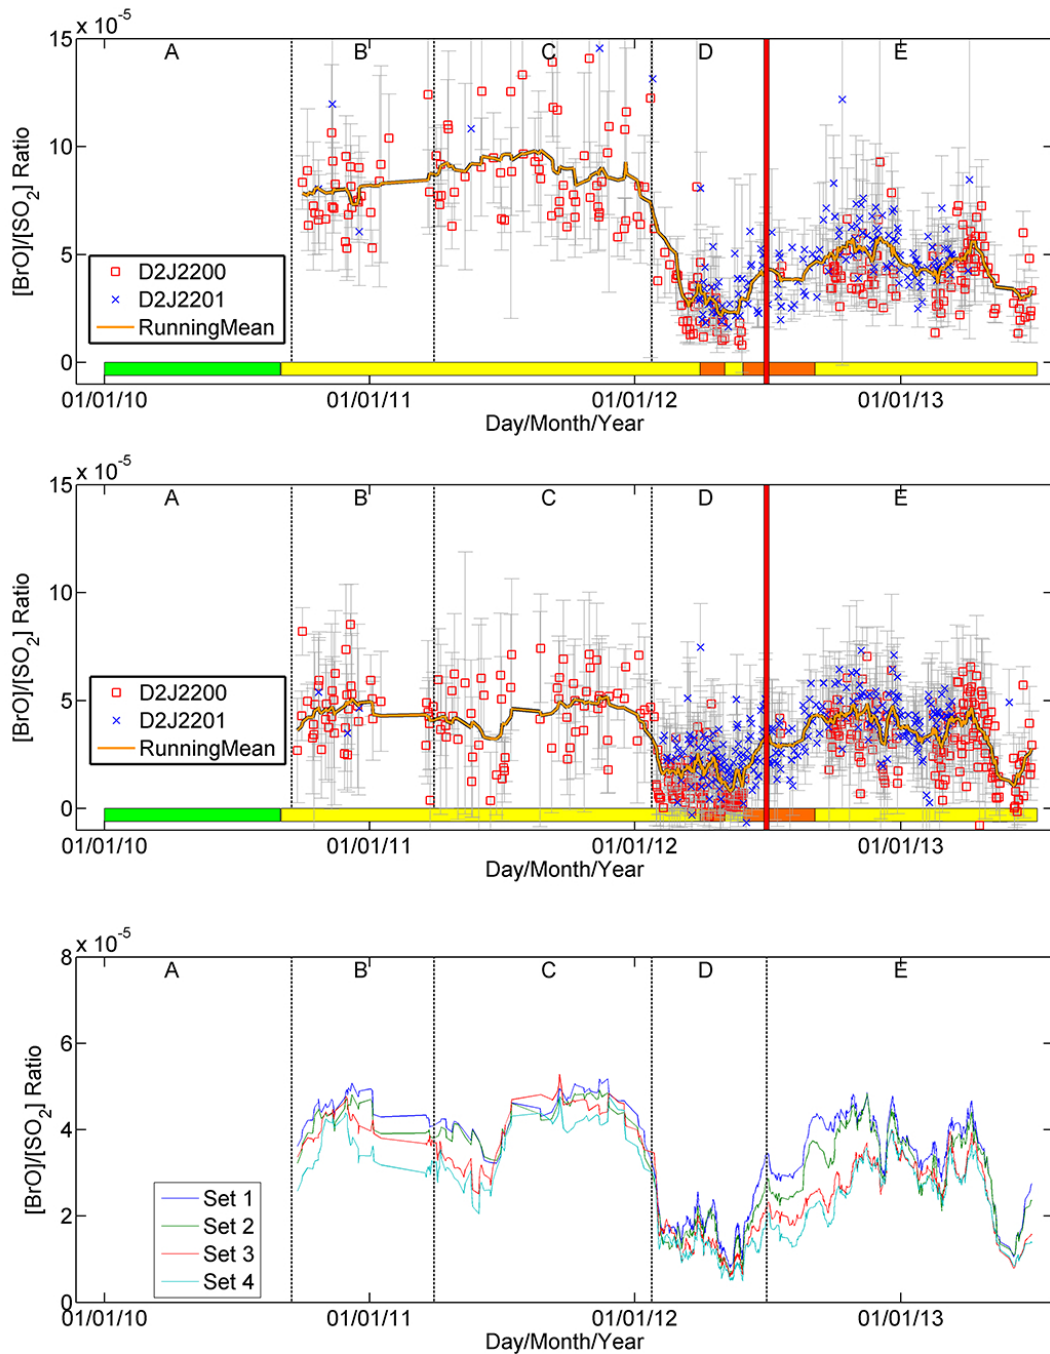 x 10^-5
15
A B C D E
10
[BrO]/[SO2] Ratio
5
D2J2200
D2J2201
RunningMean
0
01/01/10 01/01/11 01/01/12 01/01/13
Day/Month/Year
x 10^-5
15
A B C D E
10
[BrO]/[SO2] Ratio
5
D2J2200
D2J2201
RunningMean
0
01/01/10 01/01/11 01/01/12 01/01/13
Day/Month/Year
x 10^-5
8
A B C D E
6
[BrO]/[SO2] Ratio
4
2
Set 1
Set 2
Set 3
Set 4
0
01/01/10 01/01/11 01/01/12 01/01/13
Day/Month/Year